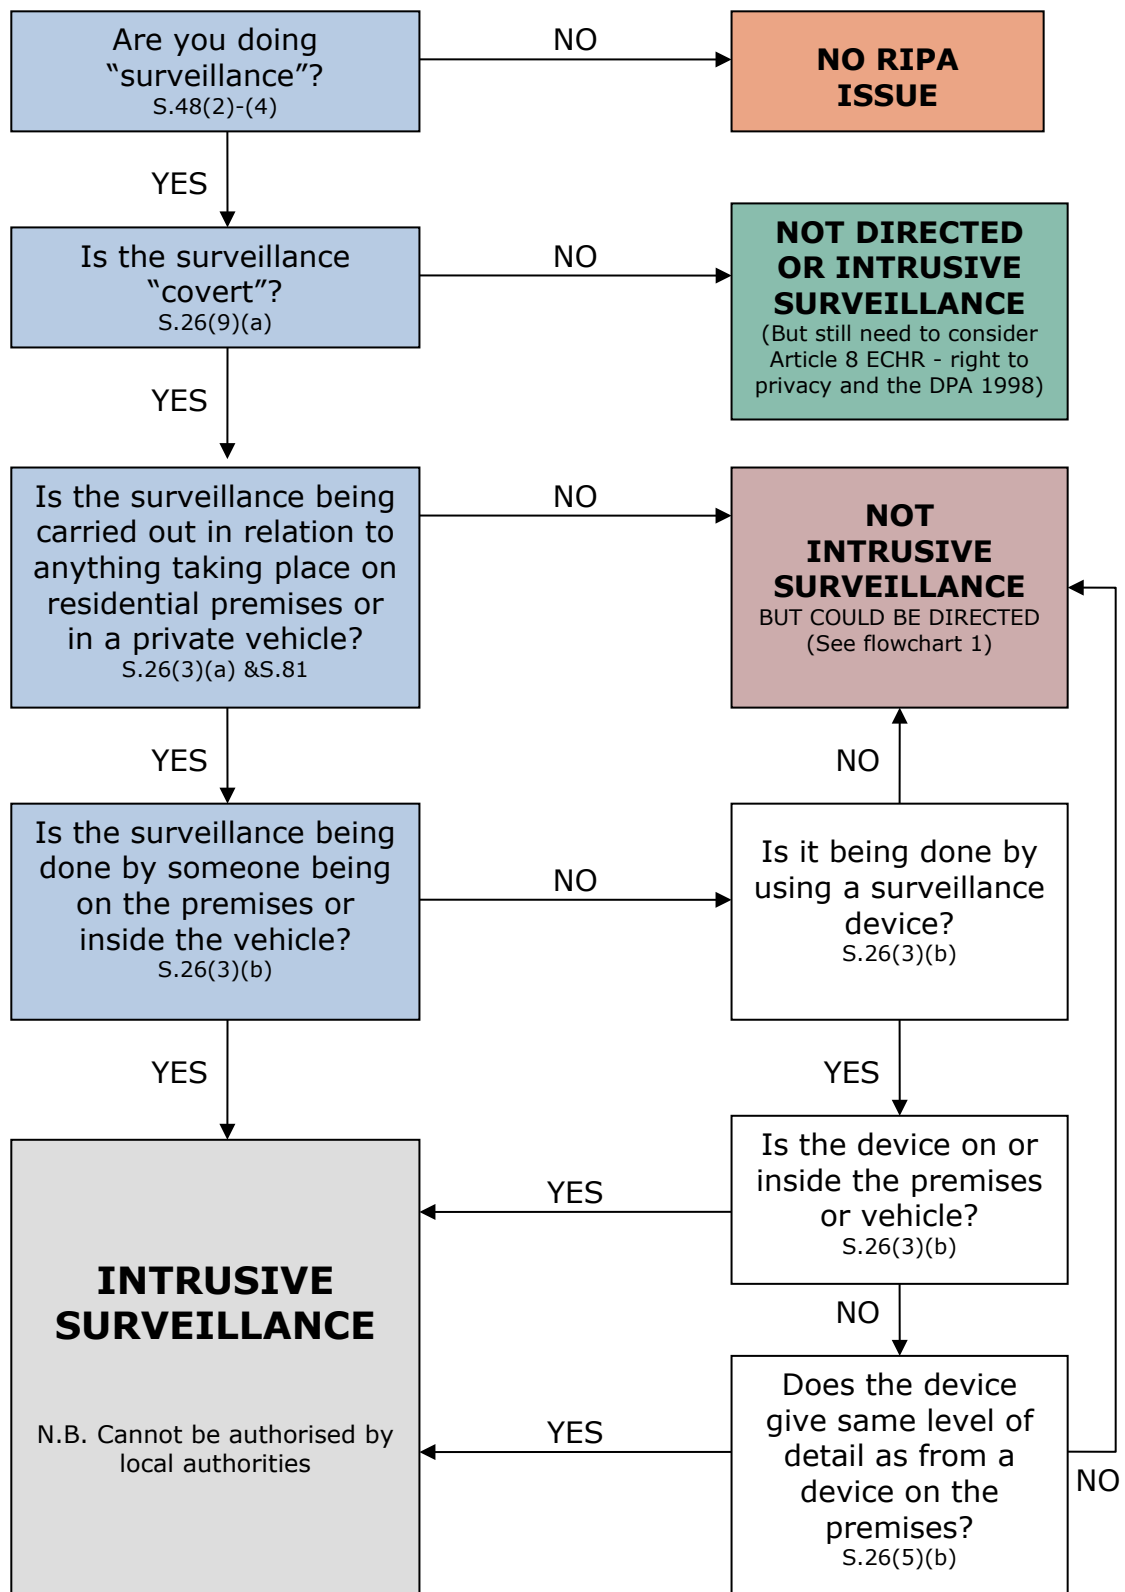 Are you doing
“surveillance”?
S.48(2)-(4)
NO
NO RIPA
ISSUE
YES
Is the surveillance
“covert”?
S.26(9)(a)
NO
NOT DIRECTED
OR INTRUSIVE
SURVEILLANCE
(But still need to consider
Article 8 ECHR - right to
privacy and the DPA 1998)
YES
Is the surveillance being
carried out in relation to
anything taking place on
residential premises or
in a private vehicle?
S.26(3)(a) &S.81
NO
NOT
INTRUSIVE
SURVEILLANCE
BUT COULD BE DIRECTED
(See flowchart 1)
YES
NO
Is the surveillance being
done by someone being
on the premises or
inside the vehicle?
S.26(3)(b)
NO
Is it being done by
using a surveillance
device?
S.26(3)(b)
YES
YES
INTRUSIVE
SURVEILLANCE
N.B. Cannot be authorised by
local authorities
YES
Is the device on or
inside the premises
or vehicle?
S.26(3)(b)
NO
YES
Does the device
give same level of
detail as from a
device on the
premises?
S.26(5)(b)
NO